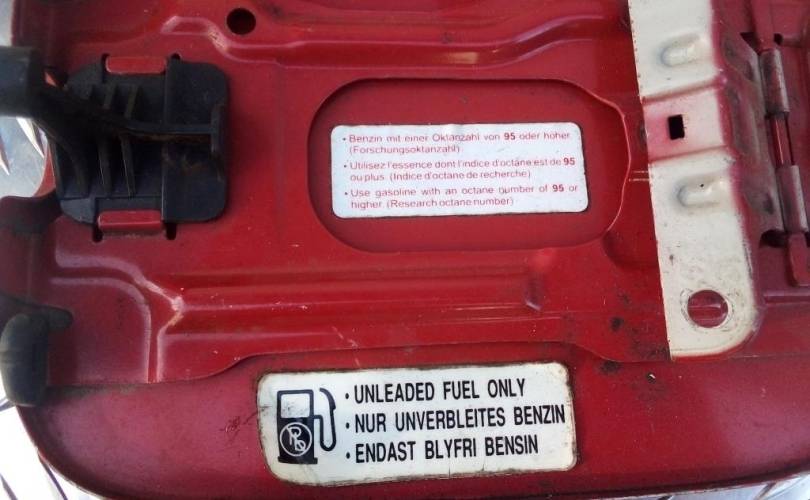 • Benzin mit einer Oktanzahl von 95 oder hoher.
(Forschungsoktanzahl)
• Utilisez l'essence dont l'indice d'octane est de 95
ou plus. (Indice d'octane de recherche)
• Use gasoline with an octane number of 95 or
higher. (Research octane number)
• UNLEADED FUEL ONLY
• NUR UNVERBLEITES BENZIN
• ENDAST BLYFRI BENSIN
Pb